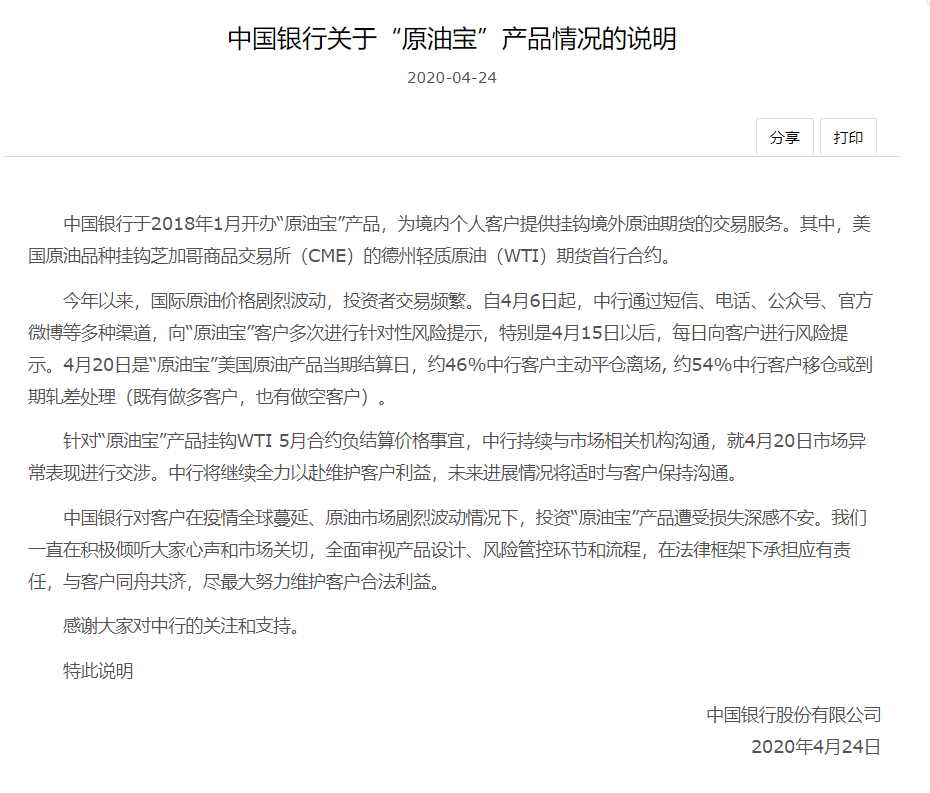 中国银行关于“原油宝”产品情况的说明
2020-04-24
分享 打印
中国银行于2018年1月开办“原油宝”产品，为境内个人客户提供挂钩境外原油期货的交易服务。其中，美
国原油品种挂钩芝加哥商品交易所（CME）的德州轻质原油（WTI）期货首行合约。
今年以来，国际原油价格剧烈波动，投资者交易频繁。自4月6日起，中行通过短信、电话、公众号、官方
微博等多种渠道，向“原油宝”客户多次进行针对性风险提示，特别是4月15日以后，每日向客户进行风险提
示。4月20日是“原油宝”美国原油产品当期结算日，约46%中行客户主动平仓离场, 约54%中行客户移仓或到
期轧差处理（既有做多客户，也有做空客户）。
针对“原油宝”产品挂钩WTI 5月合约负结算价格事宜，中行持续与市场相关机构沟通，就4月20日市场异
常表现进行交涉。中行将继续全力以赴维护客户利益，未来进展情况将适时与客户保持沟通。
中国银行对客户在疫情全球蔓延、原油市场剧烈波动情况下，投资“原油宝”产品遭受损失深感不安。我们
一直在积极倾听大家心声和市场关切，全面审视产品设计、风险管控环节和流程，在法律框架下承担应有责
任，与客户同舟共济，尽最大努力维护客户合法利益。
感谢大家对中行的关注和支持。
特此说明
中国银行股份有限公司
2020年4月24日